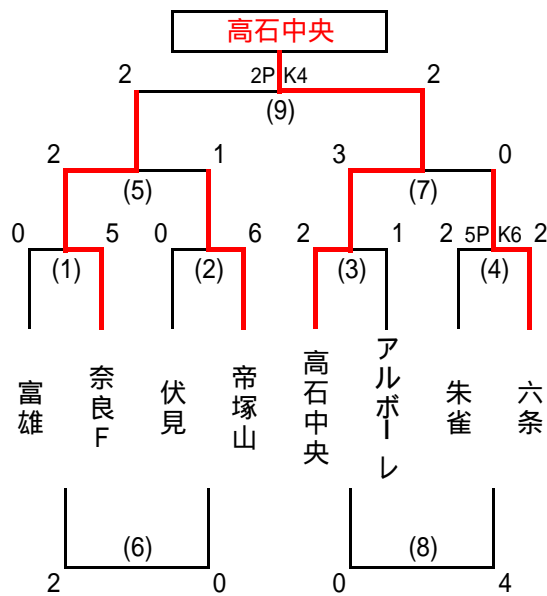 高石中央
2 2P K4 2
(9)
2 1 3 0
(5) (7)
0 5 0 6 2 1 2 5P K6 2
(1) (2) (3) (4)
富雄
奈良F
伏見
帝塚山
高石中央
アルボーレ
朱雀
六条
(6) (8)
2 0 0 4